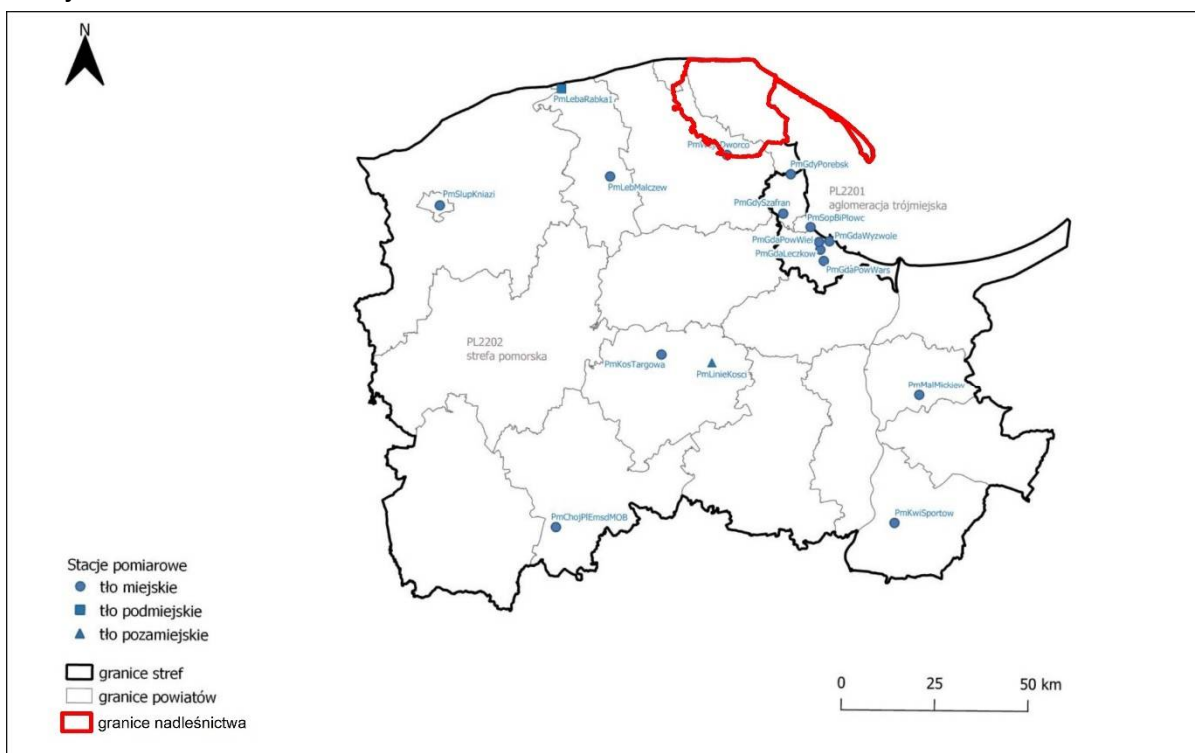 N
PmLebaRabka1
PmGdyPorebsk
PmLebMalczew
PmSlupKniazi
PL2201
aglomeracja trójmiejska
PmGdySzafran
PmSopBiPlowc
PmGdaPowWiel
PmGdaWyzwole
PmGdaLeczkow
PmGdaPowWars
PL2202
strefa pomorska
PmKosTargowa
PmLinieKosci
PmMalMickiew
PmChojPlEmsdMOB
PmKwiSportow
Stacje pomiarowe
tło miejskie
tło podmiejskie
tło pozamiejskie
granice stref
granice powiatów
granice nadleśnictwa
0 25 50 km